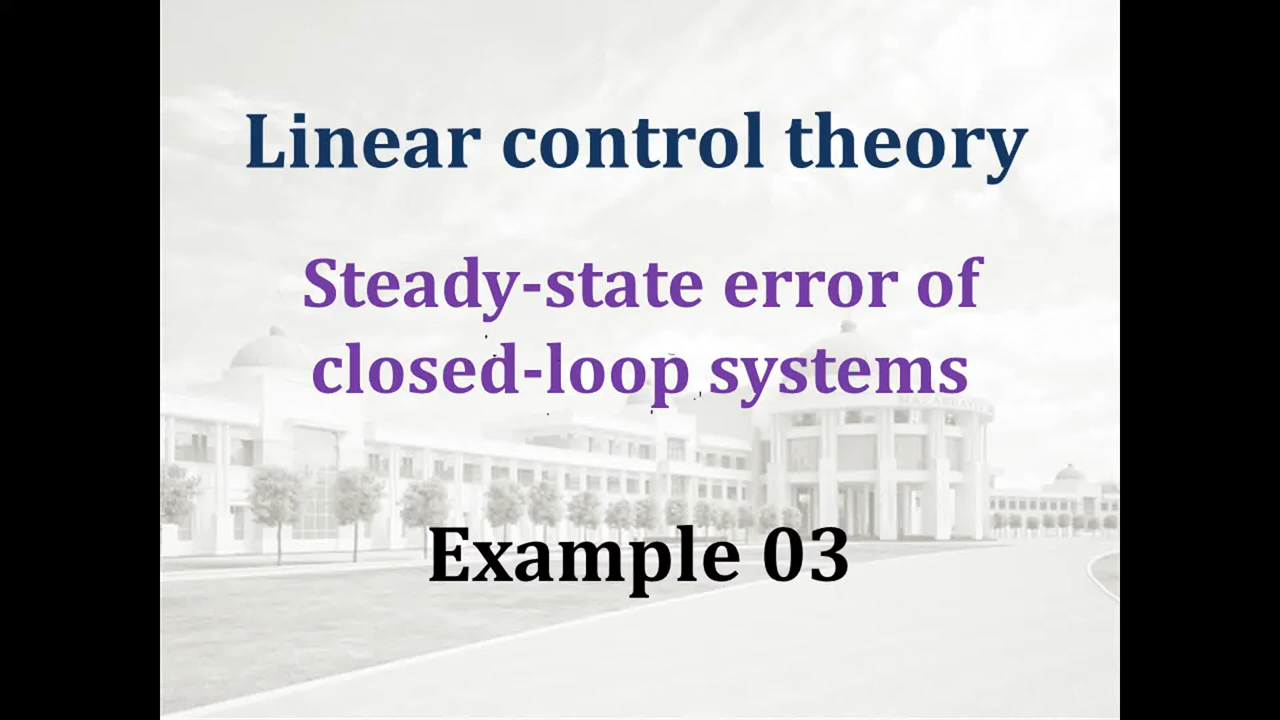 Linear control theory
Steady-state error of
closed-loop systems
Example 03